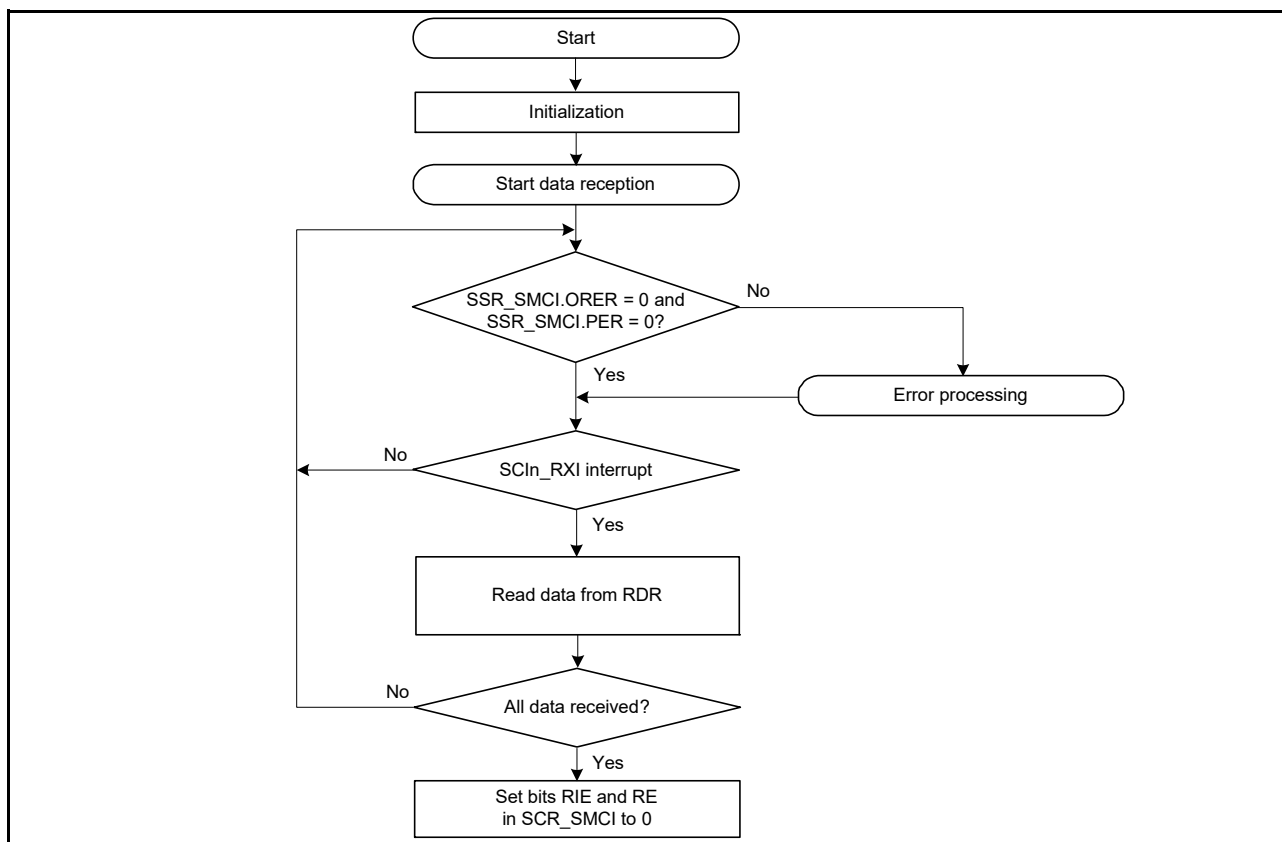 Start
Initialization
Start data reception
SSR_SMCI.ORER = 0 and
SSR_SMCI.PER = 0?
No
Yes
Error processing
No
SCIn_RXI interrupt
Yes
Read data from RDR
No
All data received?
Yes
Set bits RIE and RE
in SCR_SMCI to 0